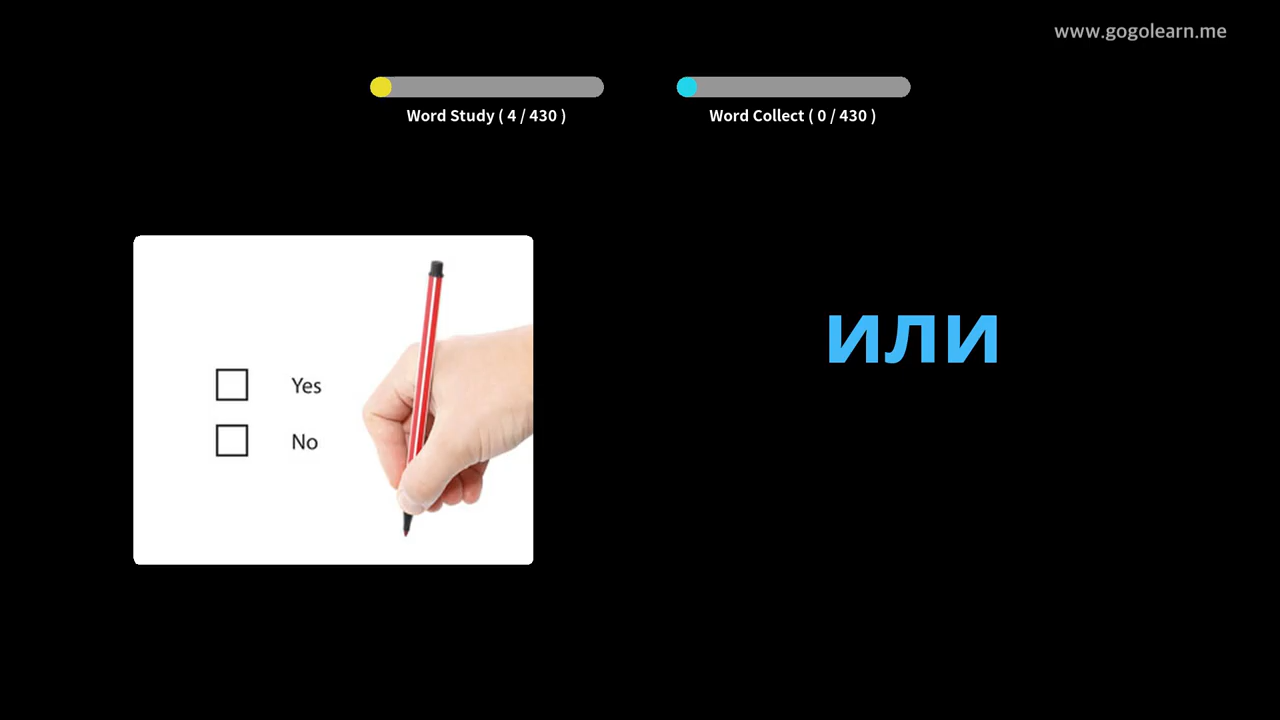 www.gogolearn.me
Word Study ( 4 / 430 )
Word Collect ( 0 / 430 )
или
Yes
No